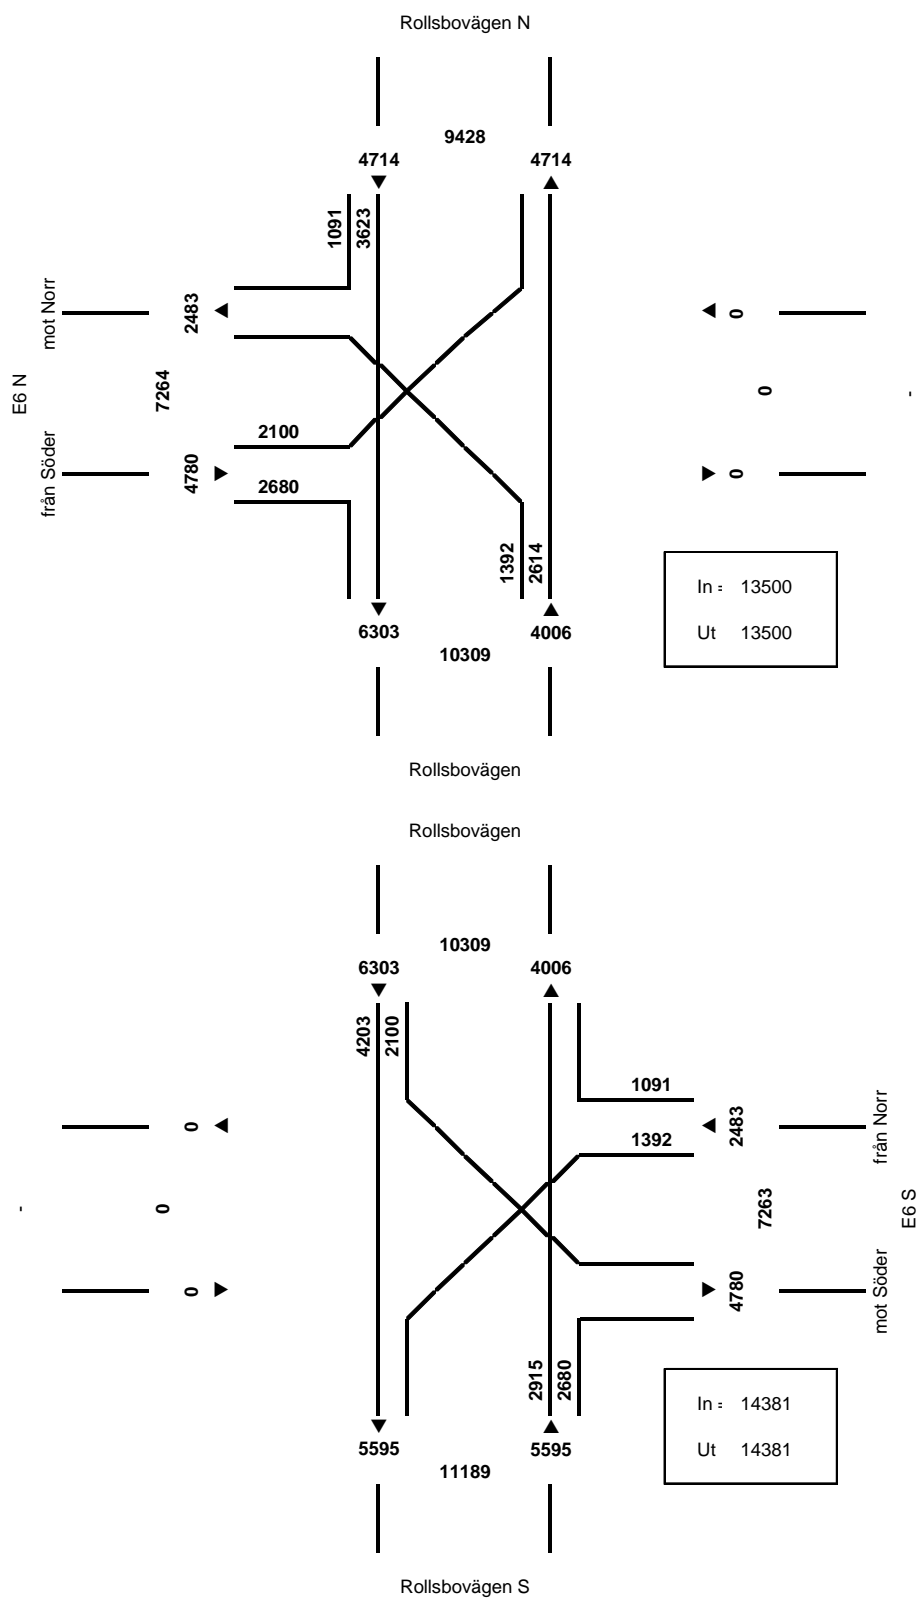 Rollsbovägen N
9428
4714 4714
1091
3623
E6 N
mot Norr
2483
7264
från Söder
4780
2100
2680
0
0
0
-
1392
2614
In = 13500
Ut 13500
6303 4006
10309
Rollsbovägen
Rollsbovägen
10309
6303 4006
4203
2100
-
0
0
0
1091
1392
2483
från Norr
7263
E6 S
4780
mot Söder
2915
2680
In = 14381
Ut 14381
5595 5595
11189
Rollsbovägen S